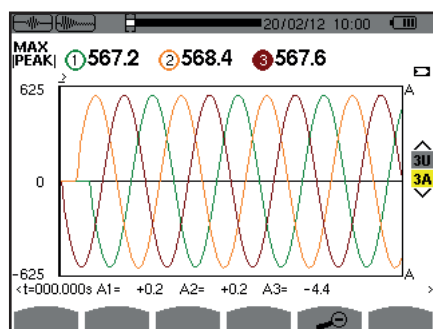 20/02/12 10:00
MAX
|PEAK| 1 567.2 2 568.4 3 567.6
625 A
3U
0
3A
-625 A
<t=000.000s A1= +0.2 A2= +0.2 A3= -4.4 >